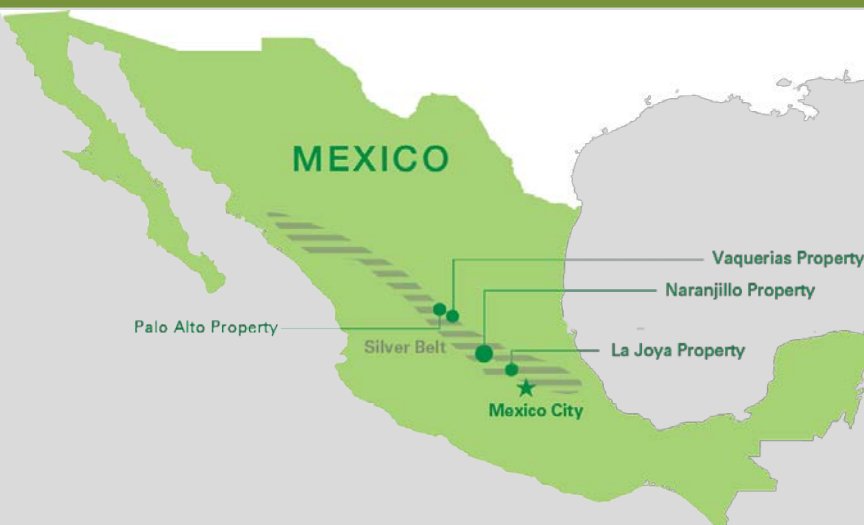 MEXICO
Vaquerias Property
Naranjillo Property
Palo Alto Property
Silver Belt
La Joya Property
Mexico City